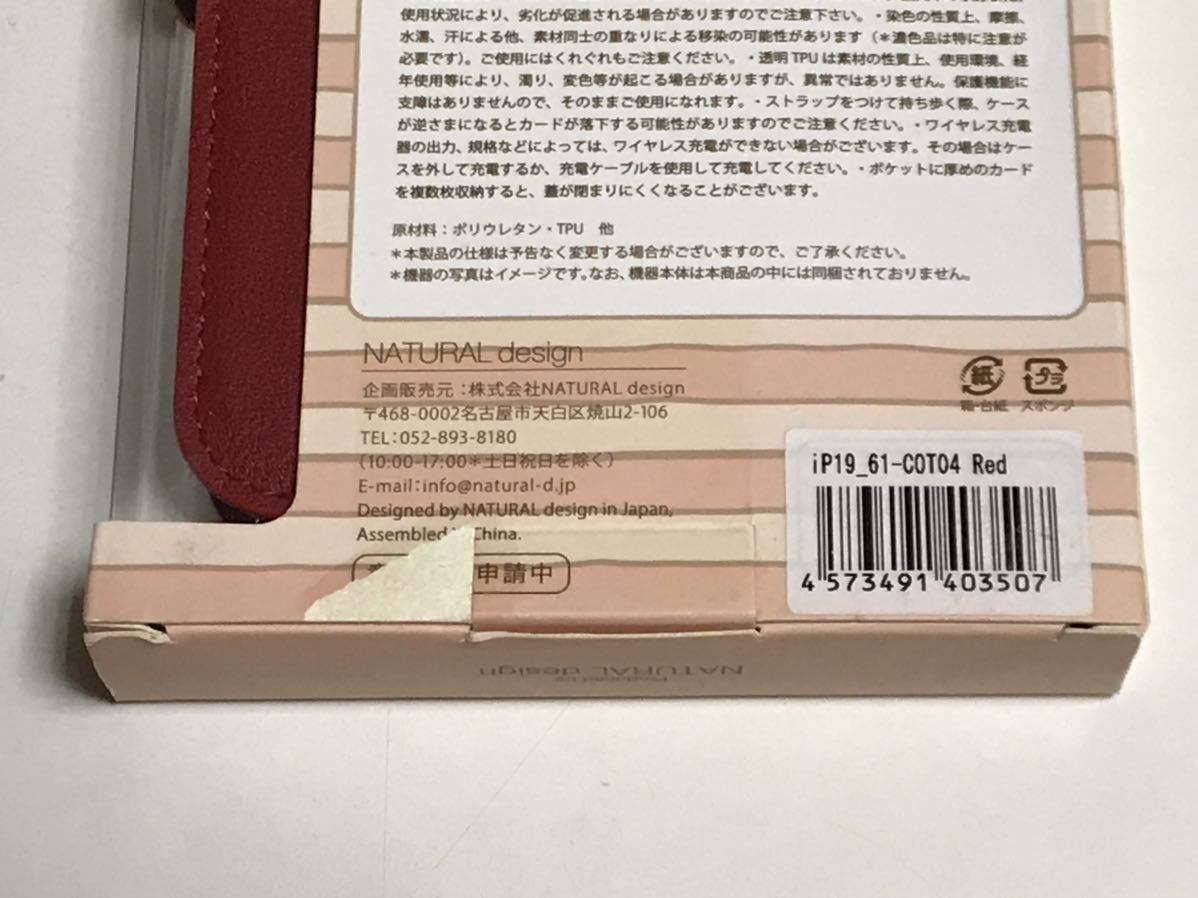 使用状況により、劣化が促進される場合がありますのでご注意下さい。・染色の性質上、摩擦、
水濡、汗による他、素材同士の重なりによる移染の可能性があります（＊濃色品は特に注意が
必要です）。ご使用にはくれぐれもご注意ください。・透明TPUは素材の性質上、使用環境、経
年使用等により、濁り、変色等が起こる場合がありますが、異常ではありません。保護機能に
支障はありませんので、そのままご使用になれます。・ストラップをつけて持ち歩く際、ケース
が逆さまになるとカードが落下する可能性がありますのでご注意ください。・ワイヤレス充電
器の出力、規格などによっては、ワイヤレス充電ができない場合がございます。その場合はケー
スを外して充電するか、充電ケーブルを使用して充電してください。・ポケットに厚めのカード
を複数枚収納すると、蓋が閉まりにくくなることがございます。
原材料：ポリウレタン・TPU 他
＊本製品の仕様は予告なく変更する場合がございますので、ご了承ください。
＊機器の写真はイメージです。なお、機器本体は本商品の中には同梱されておりません。
NATURAL design
企画販売元：株式会社NATURAL design
〒468-0002名古屋市天白区焼山2-106
TEL：052-893-8180
（10:00-17:00＊土日祝日を除く）
E-mail：info@natural-d.jp
Designed by NATURAL design in Japan,
Assembled China.
申請中
紙 プラ
箱・台紙 スポンジ
iP19_61-COT04 Red
4 573491 403507
Produced by
NATURAL design